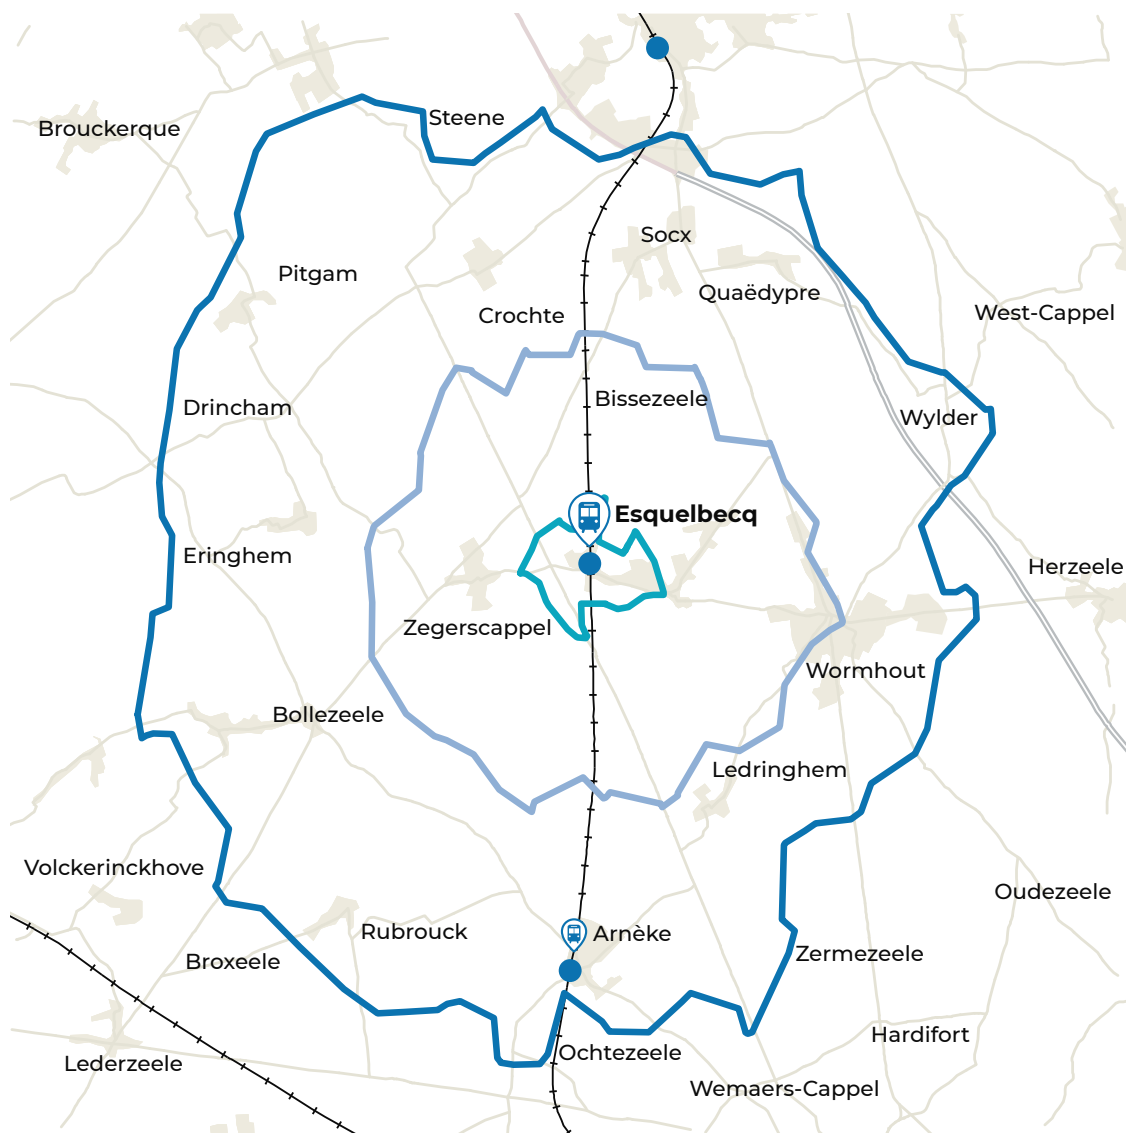 Steene
Brouckerque
Socx
Pitgam
Quaëdypre
West-Cappel
Crochte
Bissezeele
Drincham
Wylder
Esquelbecq
Eringhem
Herzeele
Zegerscappel
Wormhout
Bollezeele
Ledringhem
Volckerinckhove
Oudezeele
Rubrouck
Arnèke
Zermezeele
Broxeele
Hardifort
Ochtezeele
Lederzeele
Wemaers-Cappel